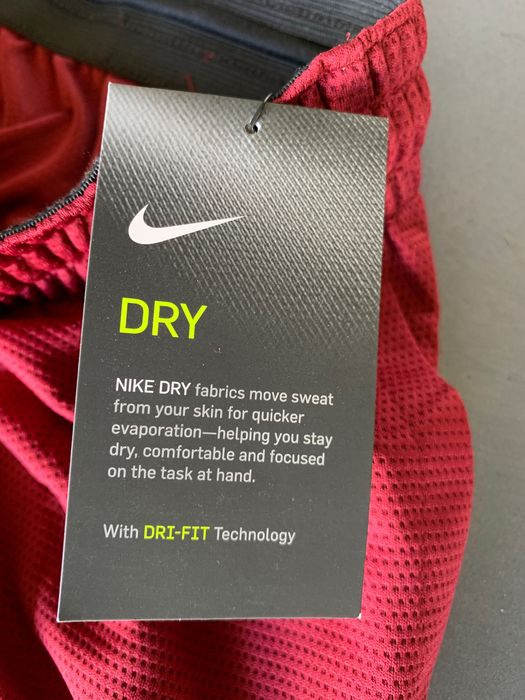 DRY
NIKE DRY fabrics move sweat
from your skin for quicker
evaporation—helping you stay
dry, comfortable and focused
on the task at hand.
With DRI-FIT Technology